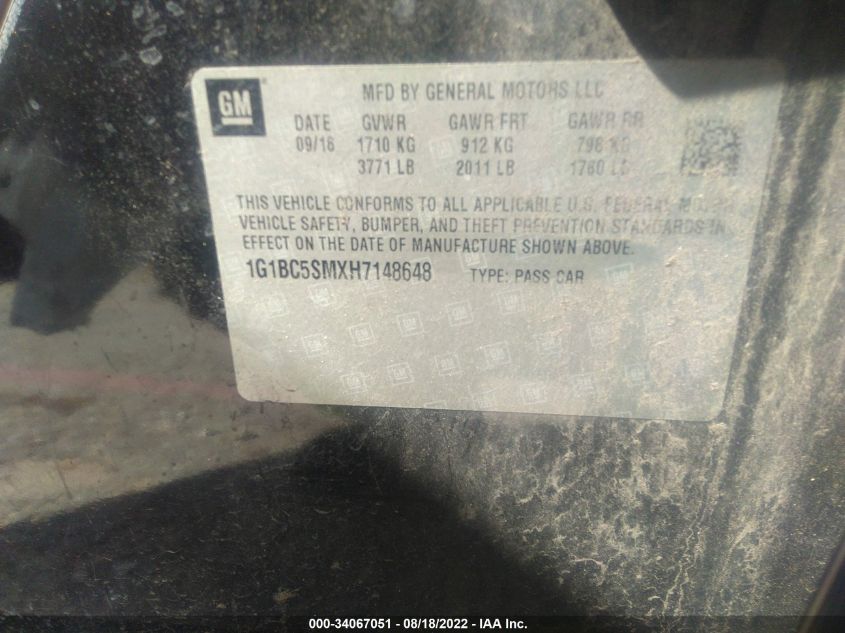 GM
MFD BY GENERAL MOTORS LLC
DATE GVWR GAWR FRT GAWR RR
09/16 1710 KG 912 KG 798 KG
3771 LB 2011 LB 1760 LB
THIS VEHICLE CONFORMS TO ALL APPLICABLE U.S. FEDERAL MOTOR
VEHICLE SAFETY, BUMPER, AND THEFT PREVENTION STANDARDS IN
EFFECT ON THE DATE OF MANUFACTURE SHOWN ABOVE.
1G1BC5SMXH7148648 TYPE: PASS CAR
000-34067051 - 08/18/2022 - IAA Inc.